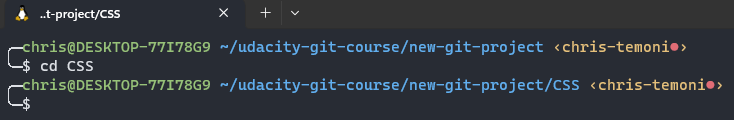 ..t-project/CSS
chris@DESKTOP-77I78G9 ~/udacity-git-course/new-git-project ‹chris-temoni●›
$ cd CSS
chris@DESKTOP-77I78G9 ~/udacity-git-course/new-git-project/CSS ‹chris-temoni●›
$